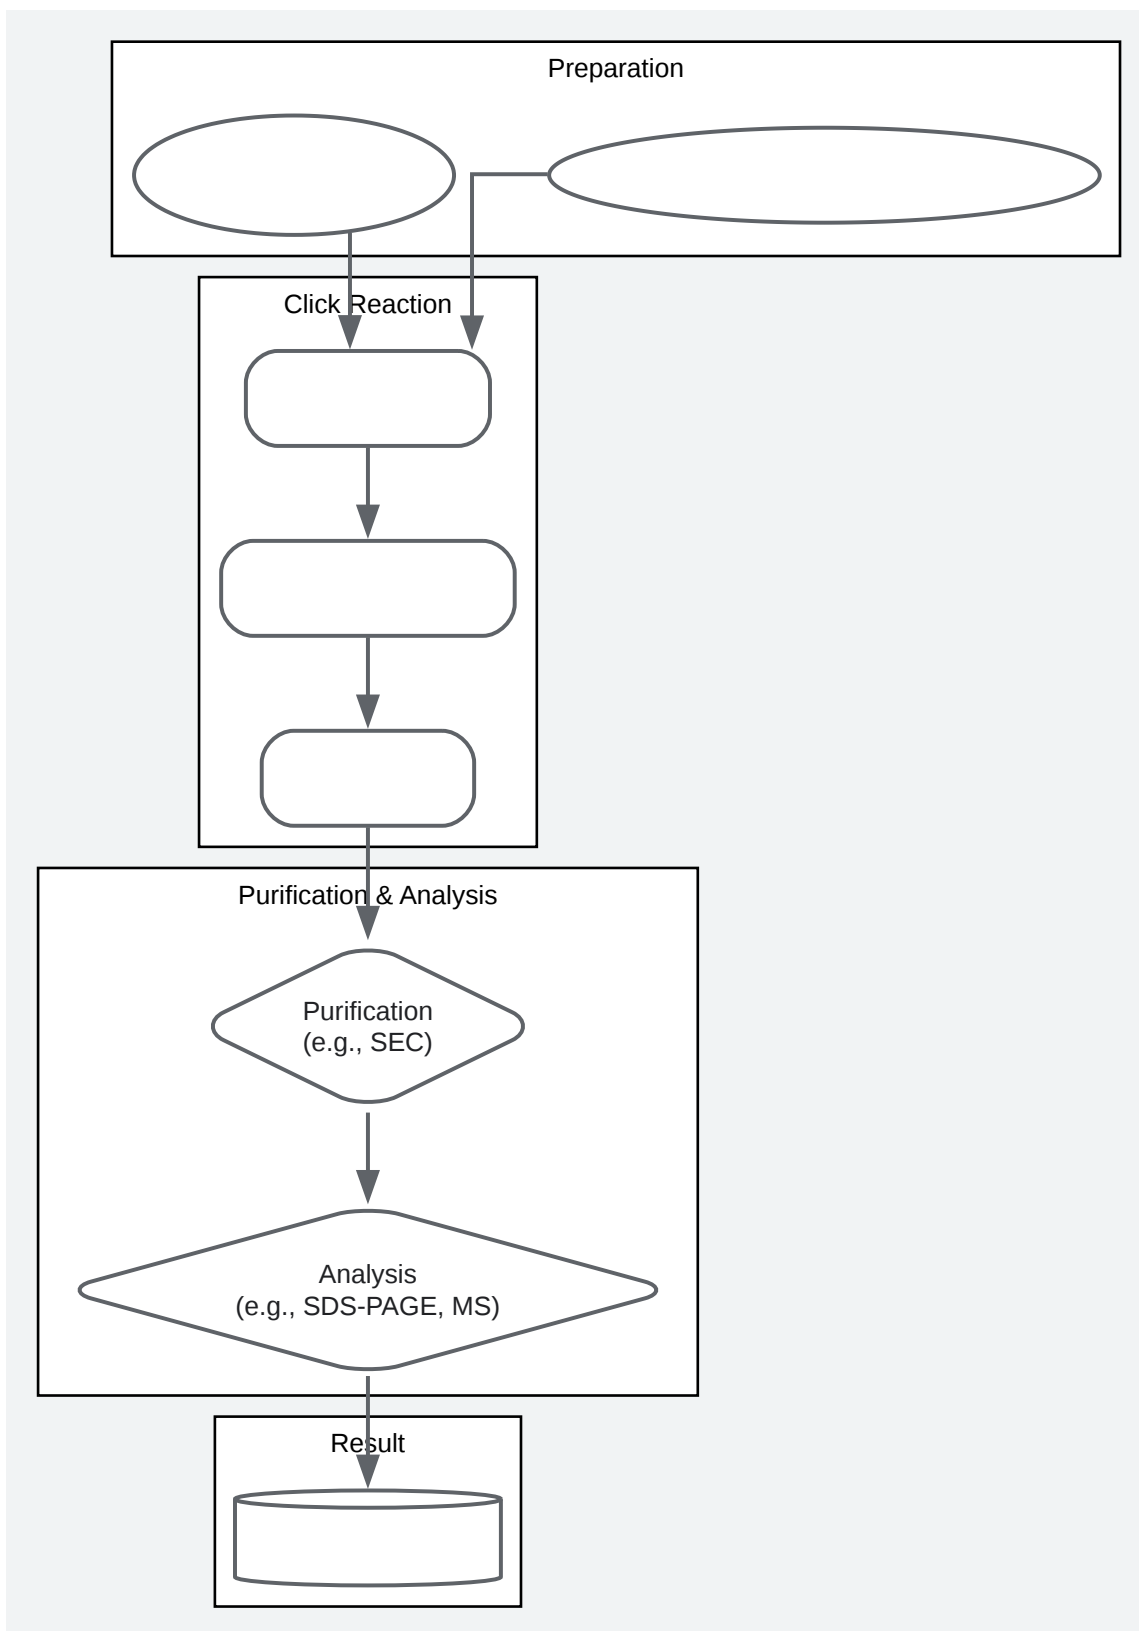 Preparation
Click Reaction
Purification & Analysis
Purification
(e.g., SEC)
Analysis
(e.g., SDS-PAGE, MS)
Result